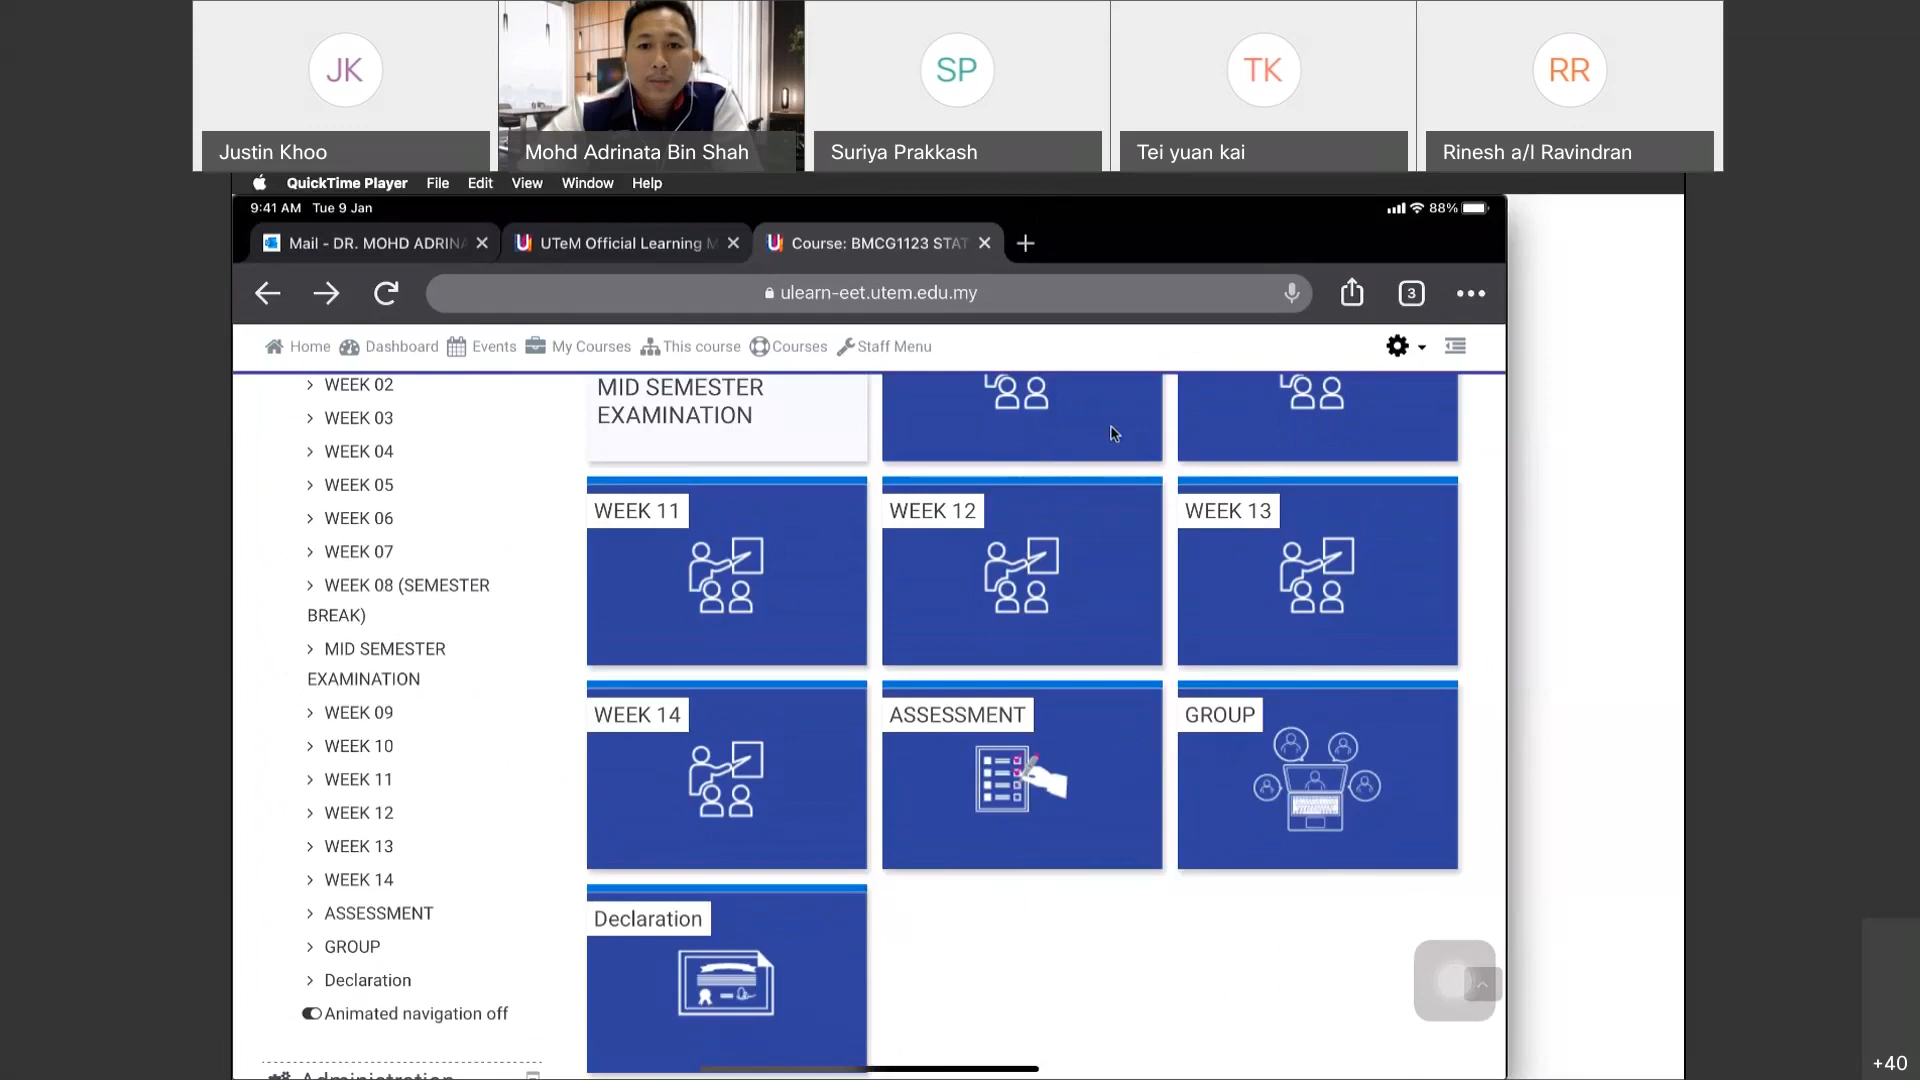 JK
SP
TK
RR
Justin Khoo
Mohd Adrinata Bin Shah
Suriya Prakkash
Tei yuan kai
Rinesh a/l Ravindran
QuickTime Player File Edit View Window Help
9:41 AM Tue 9 Jan
88%
Mail - DR. MOHD ADRINA
UTeM Official Learning M
Course: BMCG1123 STAT
ulearn-eet.utem.edu.my
3
Home Dashboard Events My Courses This course Courses Staff Menu
WEEK 02
WEEK 03
WEEK 04
WEEK 05
WEEK 06
WEEK 07
WEEK 08 (SEMESTER
BREAK)
MID SEMESTER
EXAMINATION
WEEK 09
WEEK 10
WEEK 11
WEEK 12
WEEK 13
WEEK 14
ASSESSMENT
GROUP
Declaration
Animated navigation off
Administration
MID SEMESTER
EXAMINATION
WEEK 11
WEEK 12
WEEK 13
WEEK 14
ASSESSMENT
GROUP
Declaration
+40